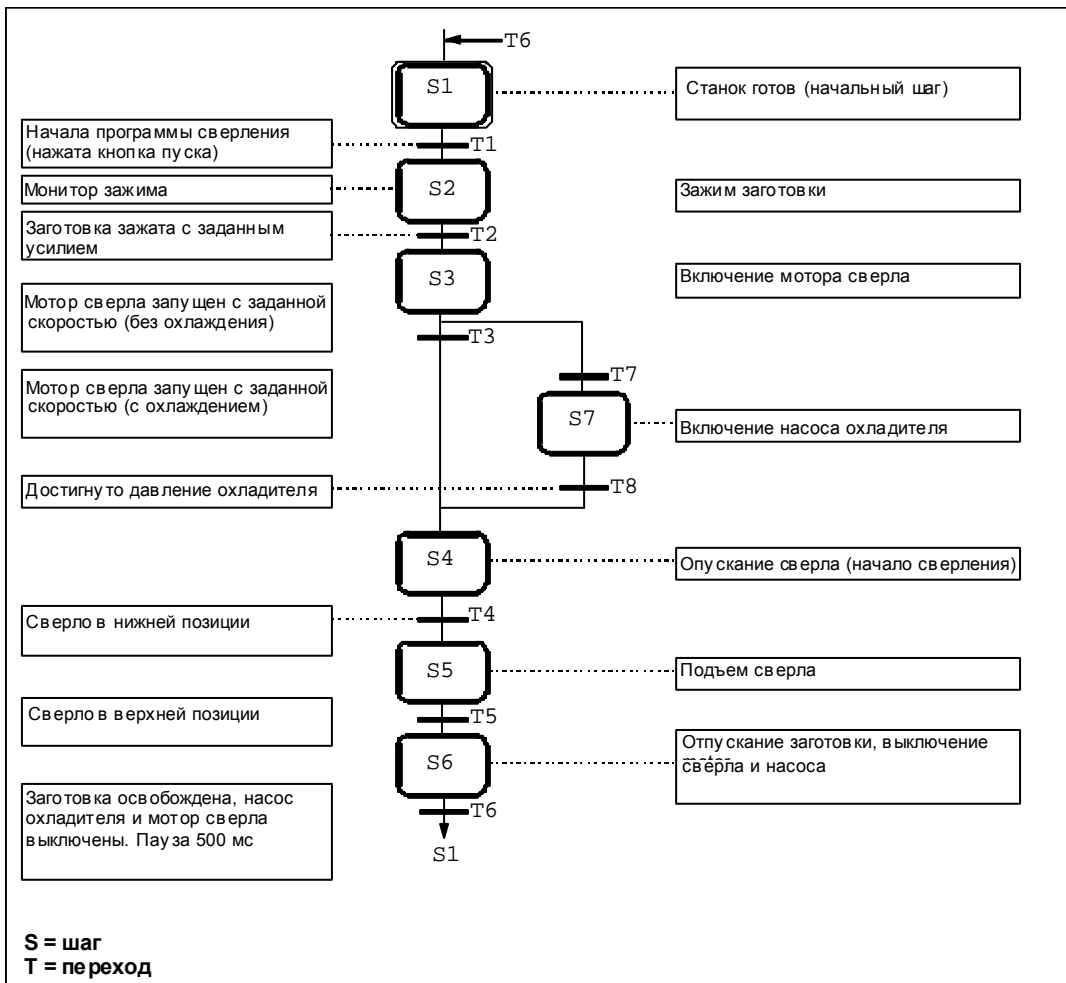 T6
S1
Станок готов (начальный шаг)
Начала программы сверления
(нажата кнопка пуска)
T1
Монитор зажима
S2
Зажим заготовки
Заготовка зажата с заданным
усилием
T2
S3
Включение мотора сверла
Мотор сверла запущен с заданной
скоростью (без охлаждения)
T3
Мотор сверла запущен с заданной
скоростью (с охлаждением)
T7
S7
Включение насоса охладителя
Достигнуто давление охладителя
T8
S4
Опускание сверла (начало сверления)
Сверло в нижней позиции
T4
S5
Подъем сверла
Сверло в верхней позиции
T5
S6
Отпускание заготовки, выключение
сверла и насоса
Заготовка освобождена, насос
охладителя и мотор сверла
выключены. Пауза 500 мс
T6
S1
S = шаг
T = переход